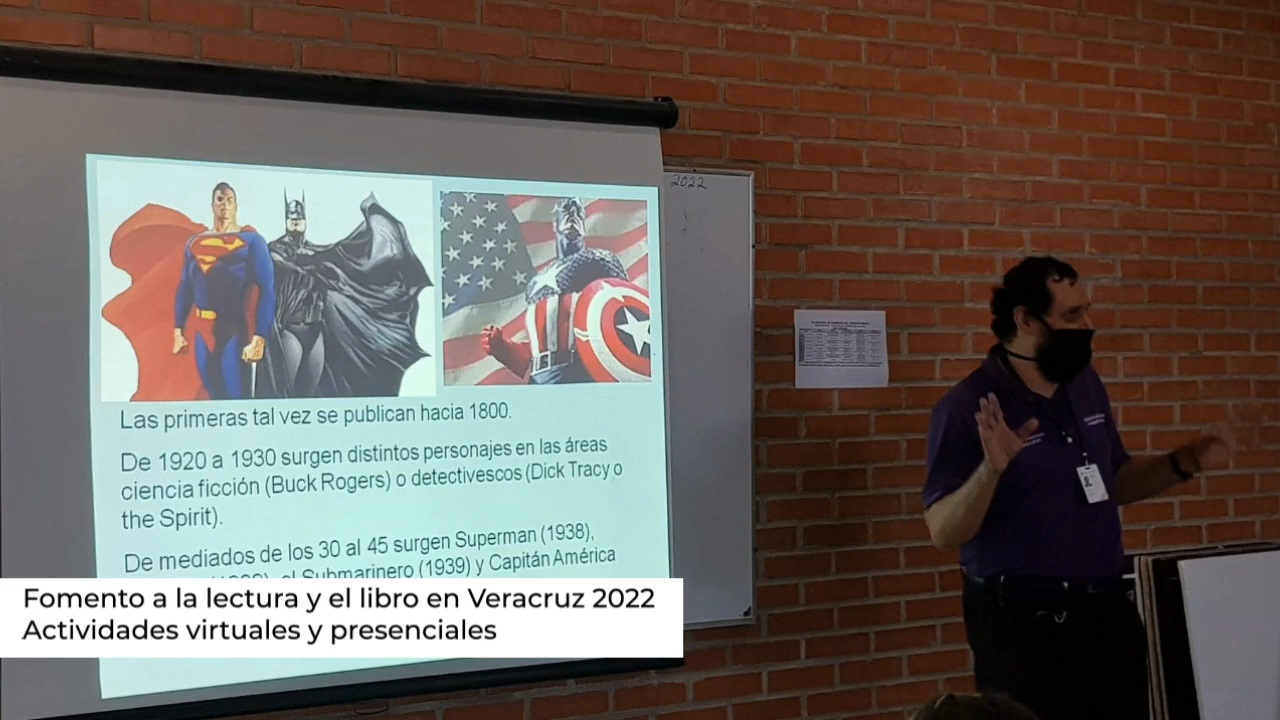 2022
Las primeras tal vez se publican hacia 1800.
De 1920 a 1930 surgen distintos personajes en las áreas
ciencia ficción (Buck Rogers) o detectivescos (Dick Tracy o
the Spirit).
De mediados de los 30 al 45 surgen Superman (1938),
el Submarinero (1939) y Capitán América
Fomento a la lectura y el libro en Veracruz 2022
Actividades virtuales y presenciales